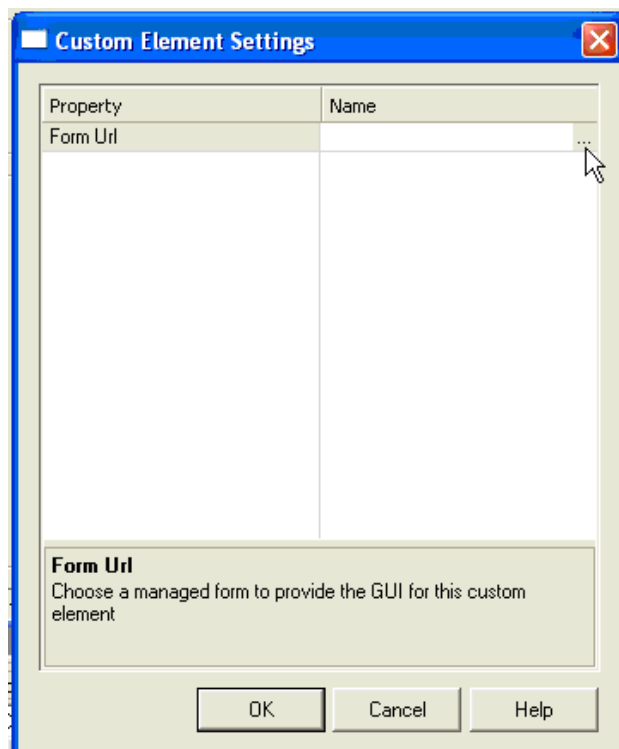 Custom Element Settings
Property Name
Form Url
...
Form Url
Choose a managed form to provide the GUI for this custom
element
OK Cancel Help